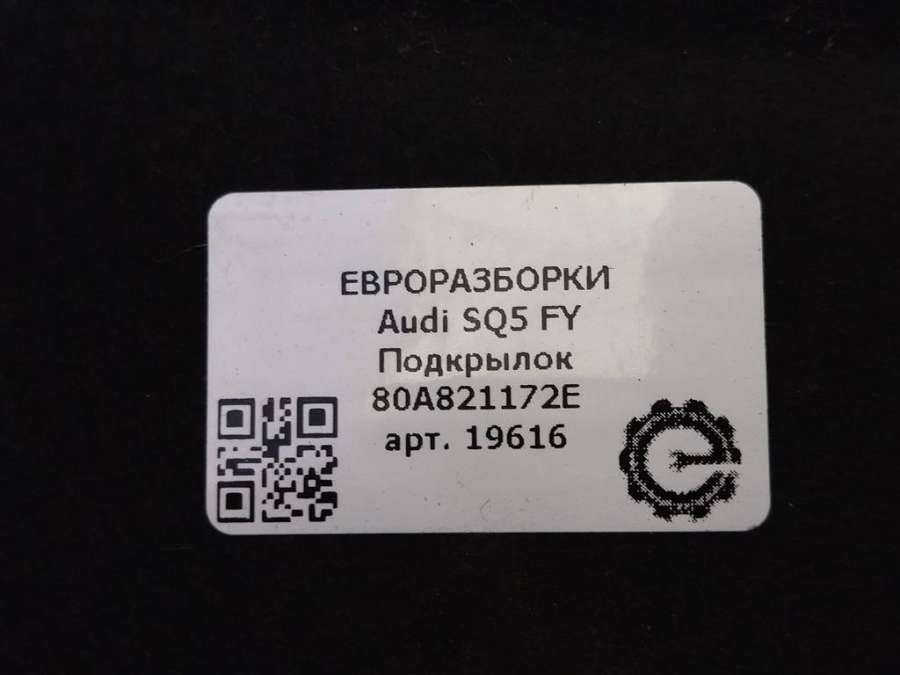 ЕВРОРАЗБОРКИ
Audi SQ5 FY
Подкрылок
80A821172E
арт. 19616